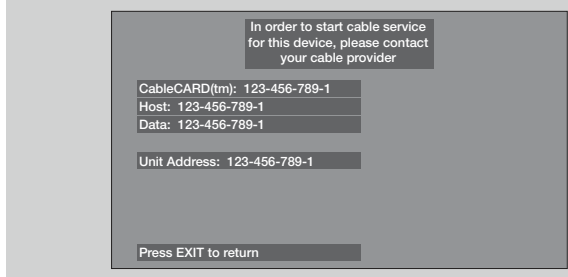 In order to start cable service
for this device, please contact
your cable provider
CableCARD(tm): 123-456-789-1
Host: 123-456-789-1
Data: 123-456-789-1
Unit Address: 123-456-789-1
Press EXIT to return